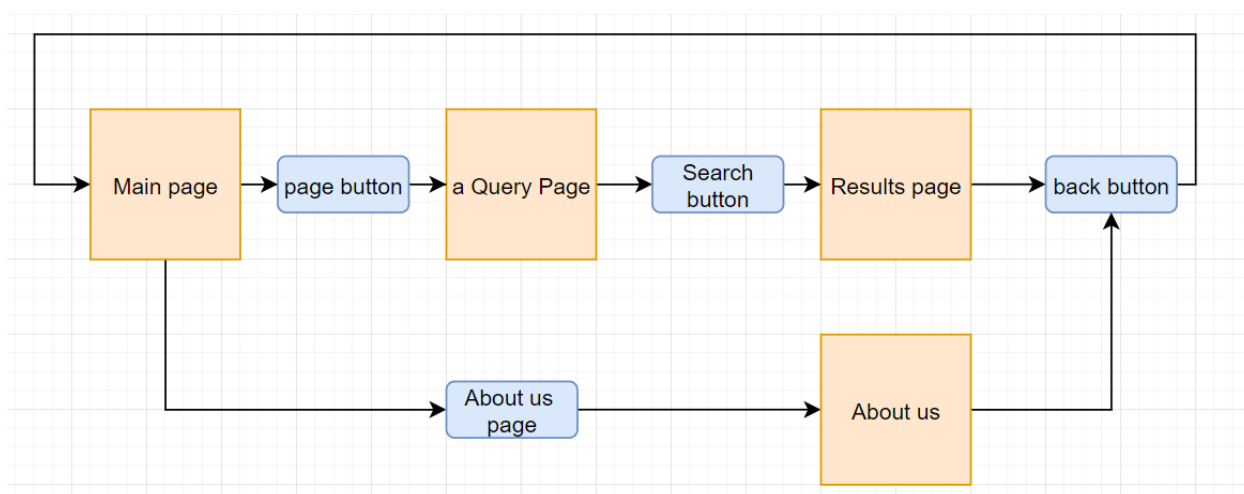 Main page
page button
a Query Page
Search
button
Results page
back button
About us
page
About us